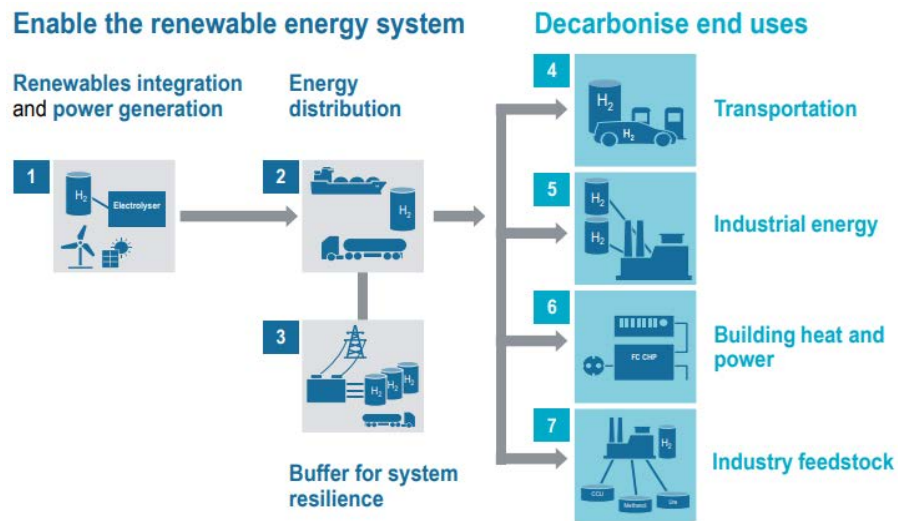 Enable the renewable energy system
Decarbonise end uses
Renewables integration
and power generation
Energy
distribution
1
H2
Electrolyser
2
H2
3
H2
H2
H2
Buffer for system
resilience
4
H2
H2
Transportation
5
H2
H2
Industrial energy
6
FC CHP
Building heat and
power
7
H2
CCU
Methanol
Industry feedstock